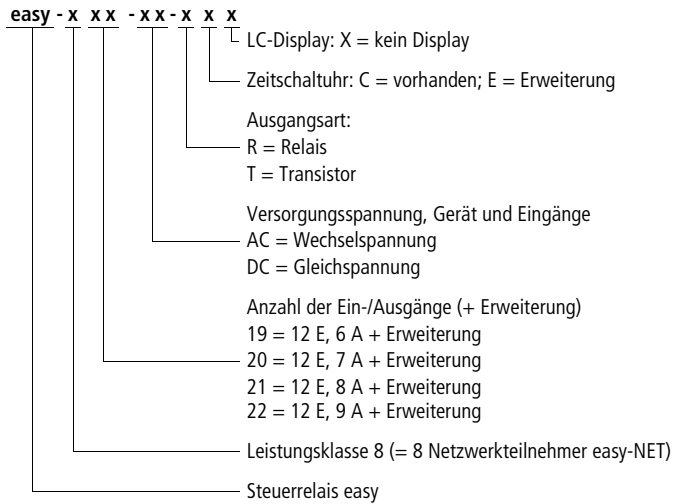 easy - x x x - x x - x x x
LC-Display: X = kein Display
Zeitschaltuhr: C = vorhanden; E = Erweiterung
Ausgangsart:
R = Relais
T = Transistor
Versorgungsspannung, Gerät und Eingänge
AC = Wechselspannung
DC = Gleichspannung
Anzahl der Ein-/Ausgänge (+ Erweiterung)
19 = 12 E, 6 A + Erweiterung
20 = 12 E, 7 A + Erweiterung
21 = 12 E, 8 A + Erweiterung
22 = 12 E, 9 A + Erweiterung
Leistungsklasse 8 (= 8 Netzwerkteilnehmer easy-NET)
Steuerrelais easy